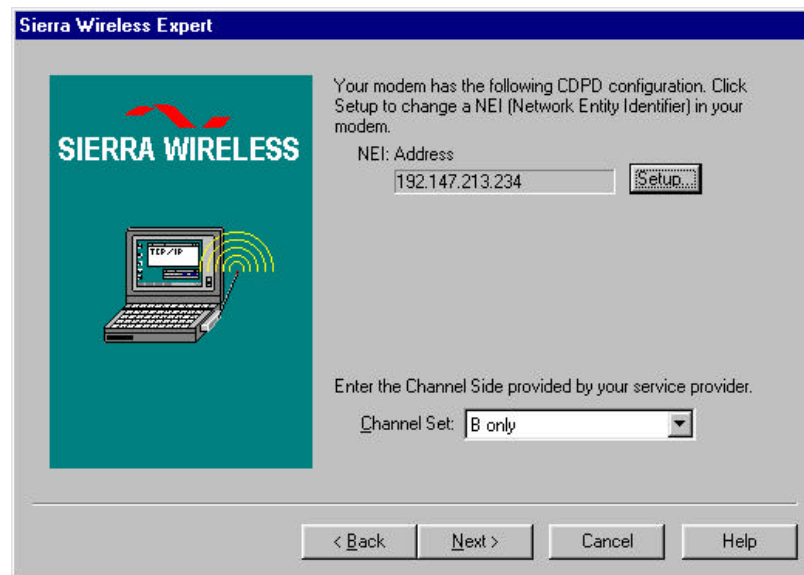 Sierra Wireless Expert
SIERRA WIRELESS
TCP/IP
Your modem has the following CDPD configuration. Click
Setup to change a NEI (Network Entity Identifier) in your
modem.
NEI: Address
192.147.213.234
Setup...
Enter the Channel Side provided by your service provider.
Channel Set: B only
< Back
Next >
Cancel
Help